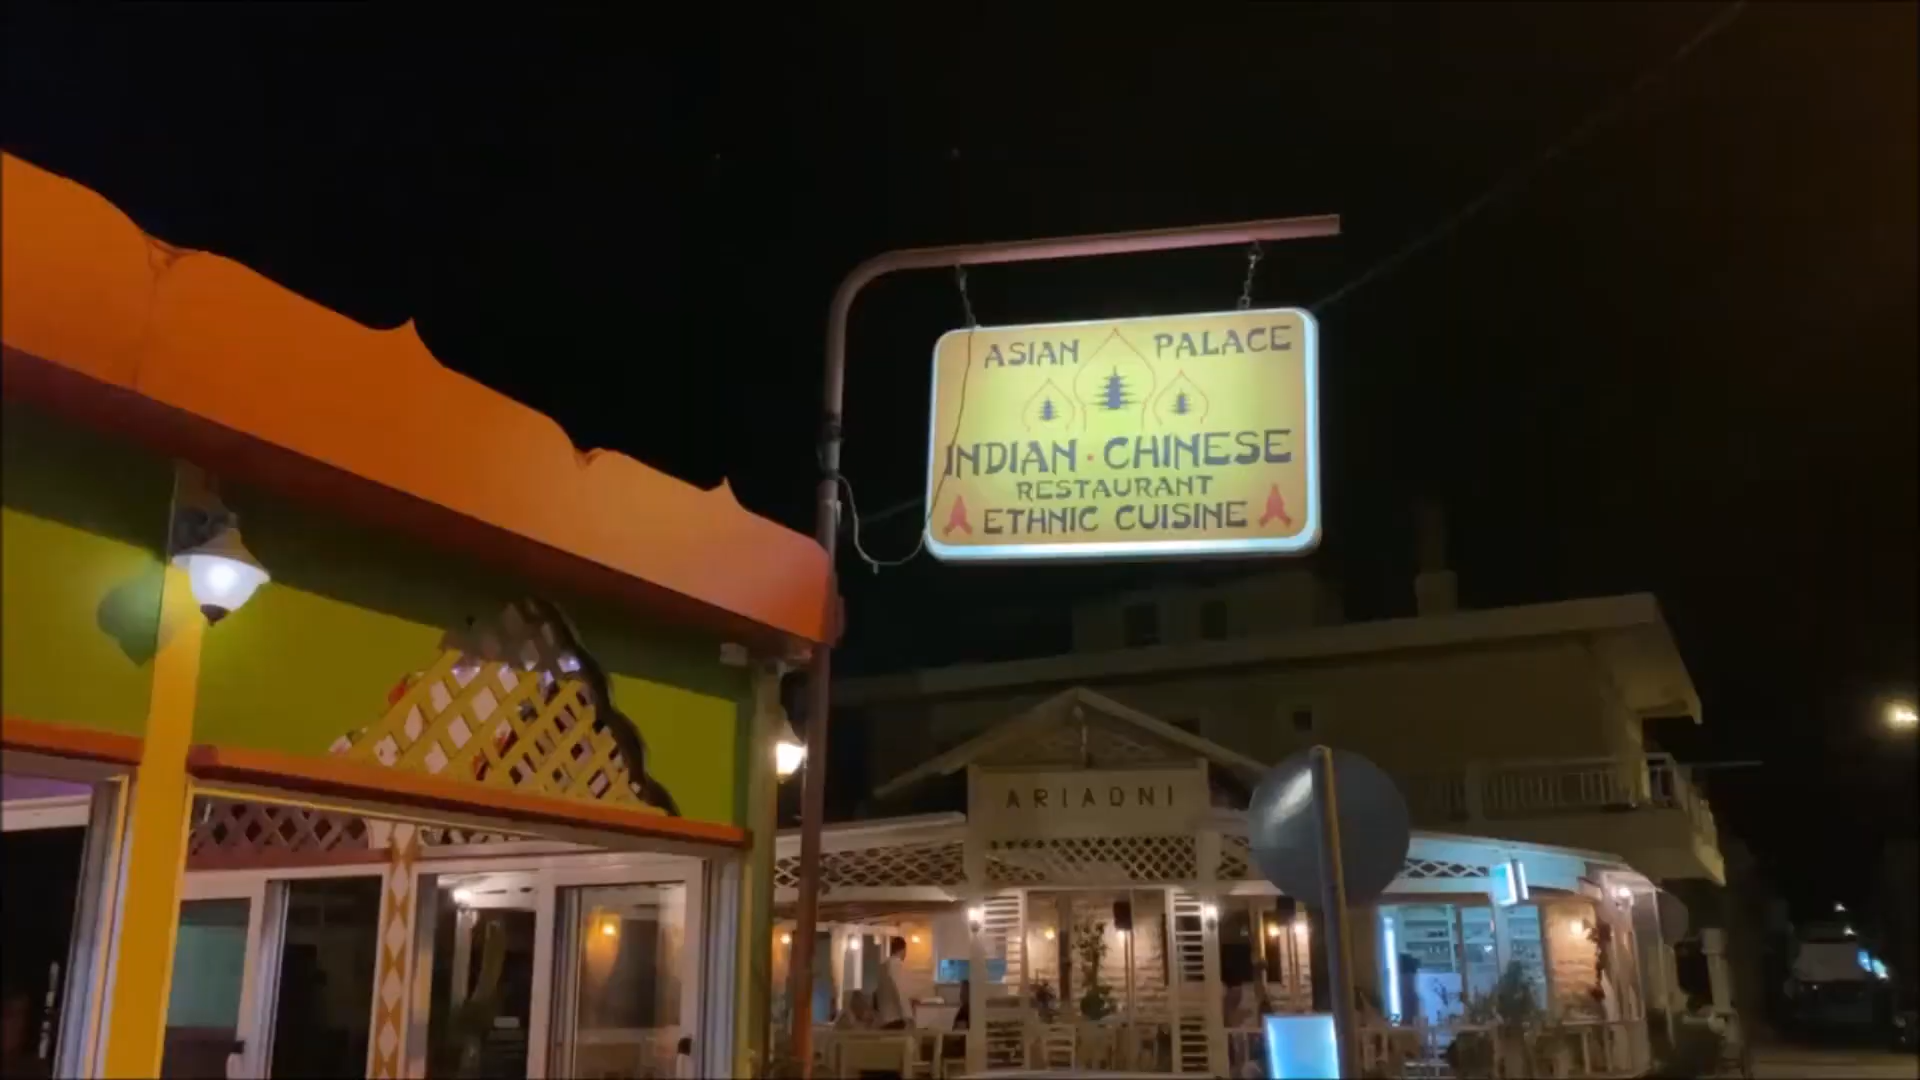 ASIAN PALACE
INDIAN · CHINESE
RESTAURANT
ETHNIC CUISINE
ARIADNI